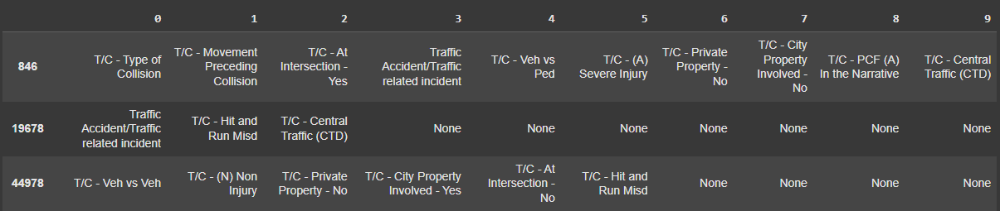 0 1 2 3 4 5 6 7 8 9
846 T/C - Type of Collision T/C - Movement Preceding Collision T/C - At Intersection - Yes Traffic Accident/Traffic related incident T/C - Veh vs Ped T/C - (A) Severe Injury T/C - Private Property - No T/C - City Property Involved - No T/C - PCF (A) In the Narrative T/C - Central Traffic (CTD)
19678 Traffic Accident/Traffic related incident T/C - Hit and Run Misd T/C - Central Traffic (CTD) None None None None None None None
44978 T/C - Veh vs Veh T/C - (N) Non Injury T/C - Private Property - No T/C - City Property Involved - Yes T/C - At Intersection - No T/C - Hit and Run Misd None None None None